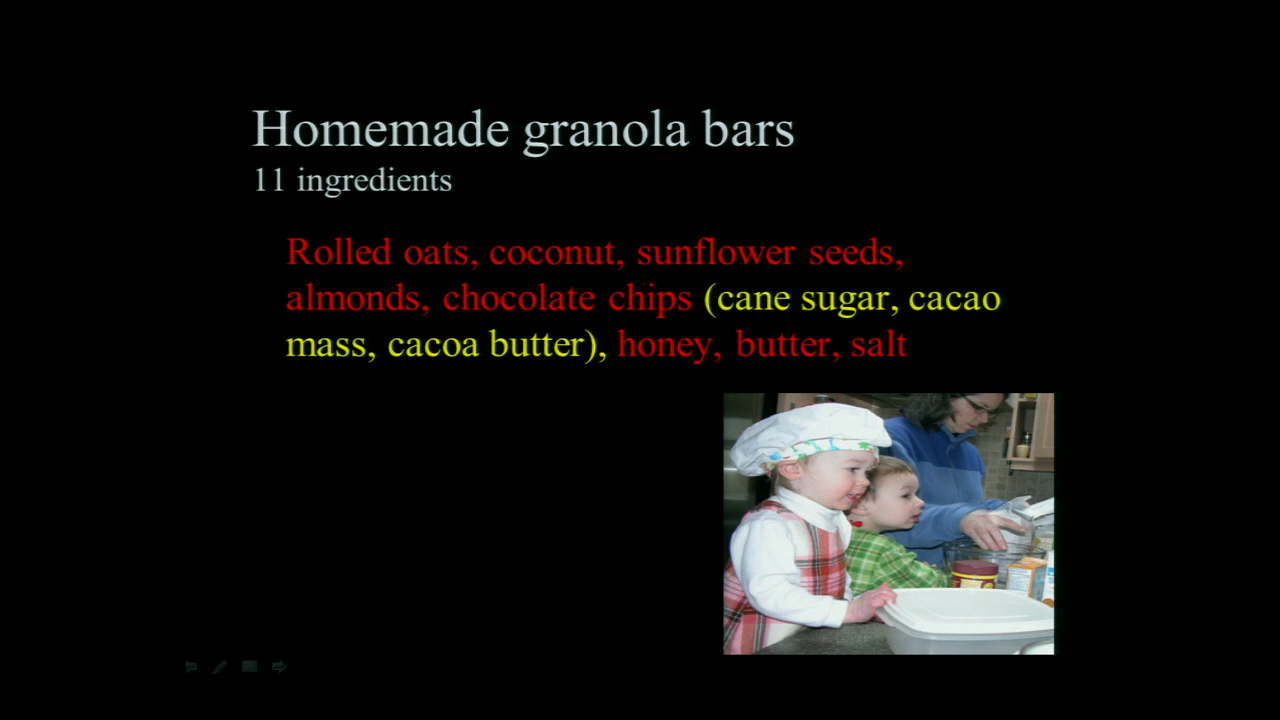 Homemade granola bars
11 ingredients
Rolled oats, coconut, sunflower seeds,
almonds, chocolate chips (cane sugar, cacao
mass, cacoa butter), honey, butter, salt